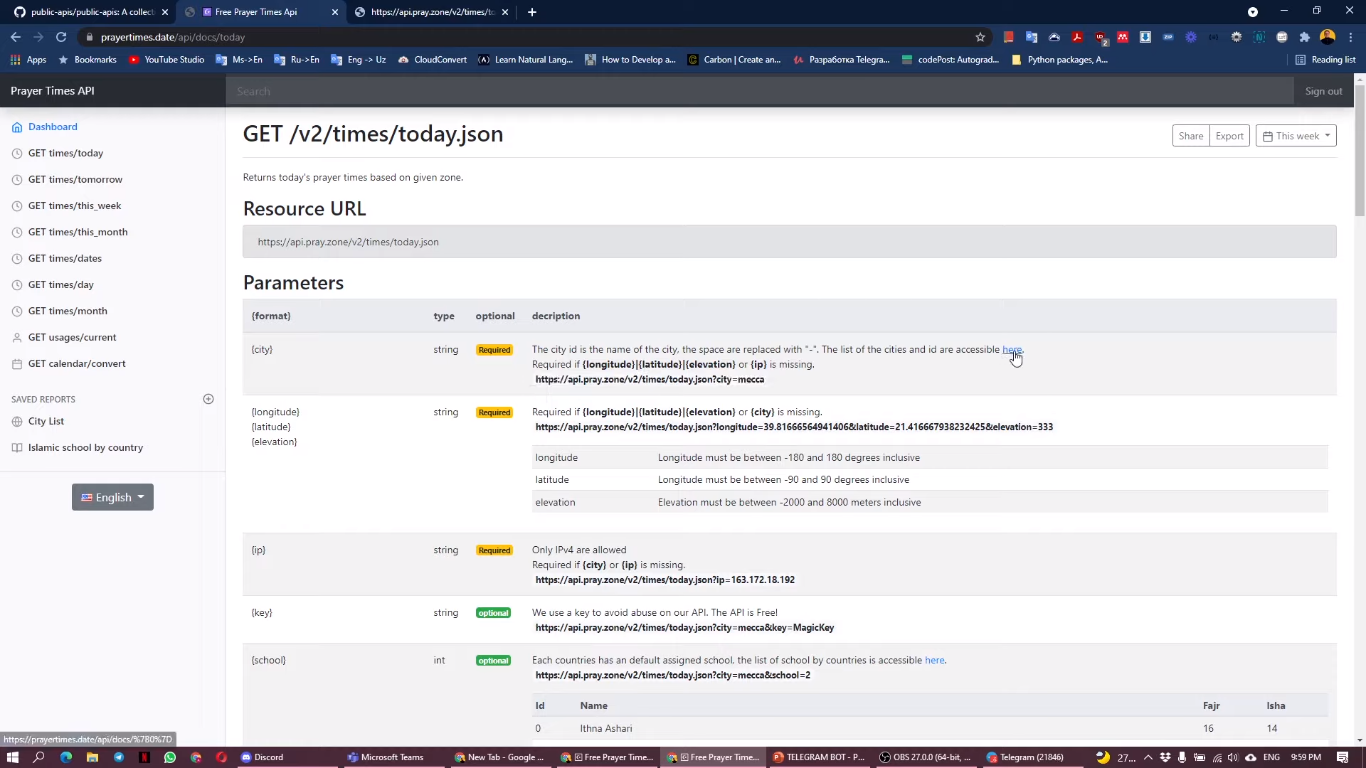 public-apis/public-apis: A collect
Free Prayer Times Api
https://api.pray.zone/v2/times/to
prayertimes.date/api/docs/today
Apps
Bookmarks
YouTube Studio
Ms->En
Ru->En
Eng -> Uz
CloudConvert
Learn Natural Lang...
How to Develop a...
Carbon | Create an...
Разработка Telegra...
codePost: Autograd...
Python packages, A...
Reading list
Prayer Times API
Search
Sign out
Dashboard
GET times/today
GET times/tomorrow
GET times/this_week
GET times/this_month
GET times/dates
GET times/day
GET times/month
GET usages/current
GET calendar/convert
SAVED REPORTS
City List
Islamic school by country
English
GET /v2/times/today.json
Share
Export
This week
Returns today's prayer times based on given zone.
Resource URL
https://api.pray.zone/v2/times/today.json
Parameters
{format} type optional decription
{city} string Required The city id is the name of the city, the space are replaced with "-". The list of the cities and id are accessible here.
Required if {longitude}|{latitude}|{elevation} or {ip} is missing.
https://api.pray.zone/v2/times/today.json?city=mecca
{longitude} string Required Required if {longitude}|{latitude}|{elevation} or {city} is missing.
{latitude} https://api.pray.zone/v2/times/today.json?longitude=39.81666564941406&latitude=21.416667938232425&elevation=333
{elevation}
longitude Longitude must be between -180 and 180 degrees inclusive
latitude Longitude must be between -90 and 90 degrees inclusive
elevation Elevation must be between -2000 and 8000 meters inclusive
{ip} string Required Only IPv4 are allowed
Required if {city} or {ip} is missing.
https://api.pray.zone/v2/times/today.json?ip=163.172.18.192
{key} string optional We use a key to avoid abuse on our API. The API is Free!
https://api.pray.zone/v2/times/today.json?city=mecca&key=MagicKey
{school} int optional Each countries has an default assigned school. the list of school by countries is accessible here.
https://api.pray.zone/v2/times/today.json?city=mecca&school=2
Id Name Fajr Isha
0 Ithna Ashari 16 14
https://prayertimes.date/api/docs/%7B0%7D
Discord
Microsoft Teams
New Tab - Google ...
Free Prayer Time...
Free Prayer Time...
TELEGRAM BOT - P...
OBS 27.0.0 (64-bit, ...
Telegram (21846)
27...
ENG
9:59 PM